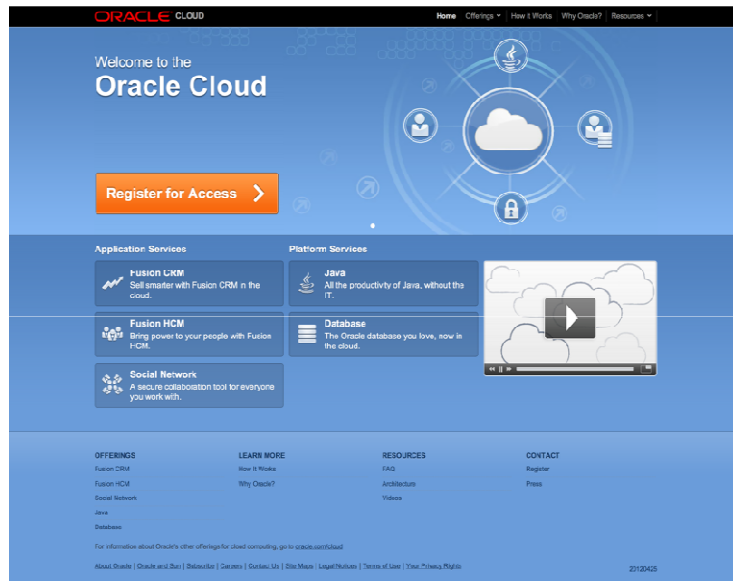 ORACLE CLOUD
Home Offerings How It Works Why Oracle? Resources
Welcome to the
Oracle Cloud
Register for Access
Application Services
Platform Services
Fusion CRM
Sell smarter with Fusion CRM in the
cloud.
Java
All the productivity of Java, without the
IT.
Fusion HCM
Bring power to your people with Fusion
HCM.
Database
The Oracle database you love, now in
the cloud.
Social Network
A secure collaboration tool for everyone
you work with.
OFFERINGS
Fusion CRM
Fusion HCM
Social Network
Java
Database
LEARN MORE
How It Works
Why Oracle?
RESOURCES
FAQ
Architecture
Videos
CONTACT
Register
Press
For information about Oracle's other offerings for cloud computing, go to oracle.com/cloud
About Oracle | Oracle and Sun | Subscribe | Careers | Contact Us | Site Maps | Legal Notices | Terms of Use | Your Privacy Rights
20120425